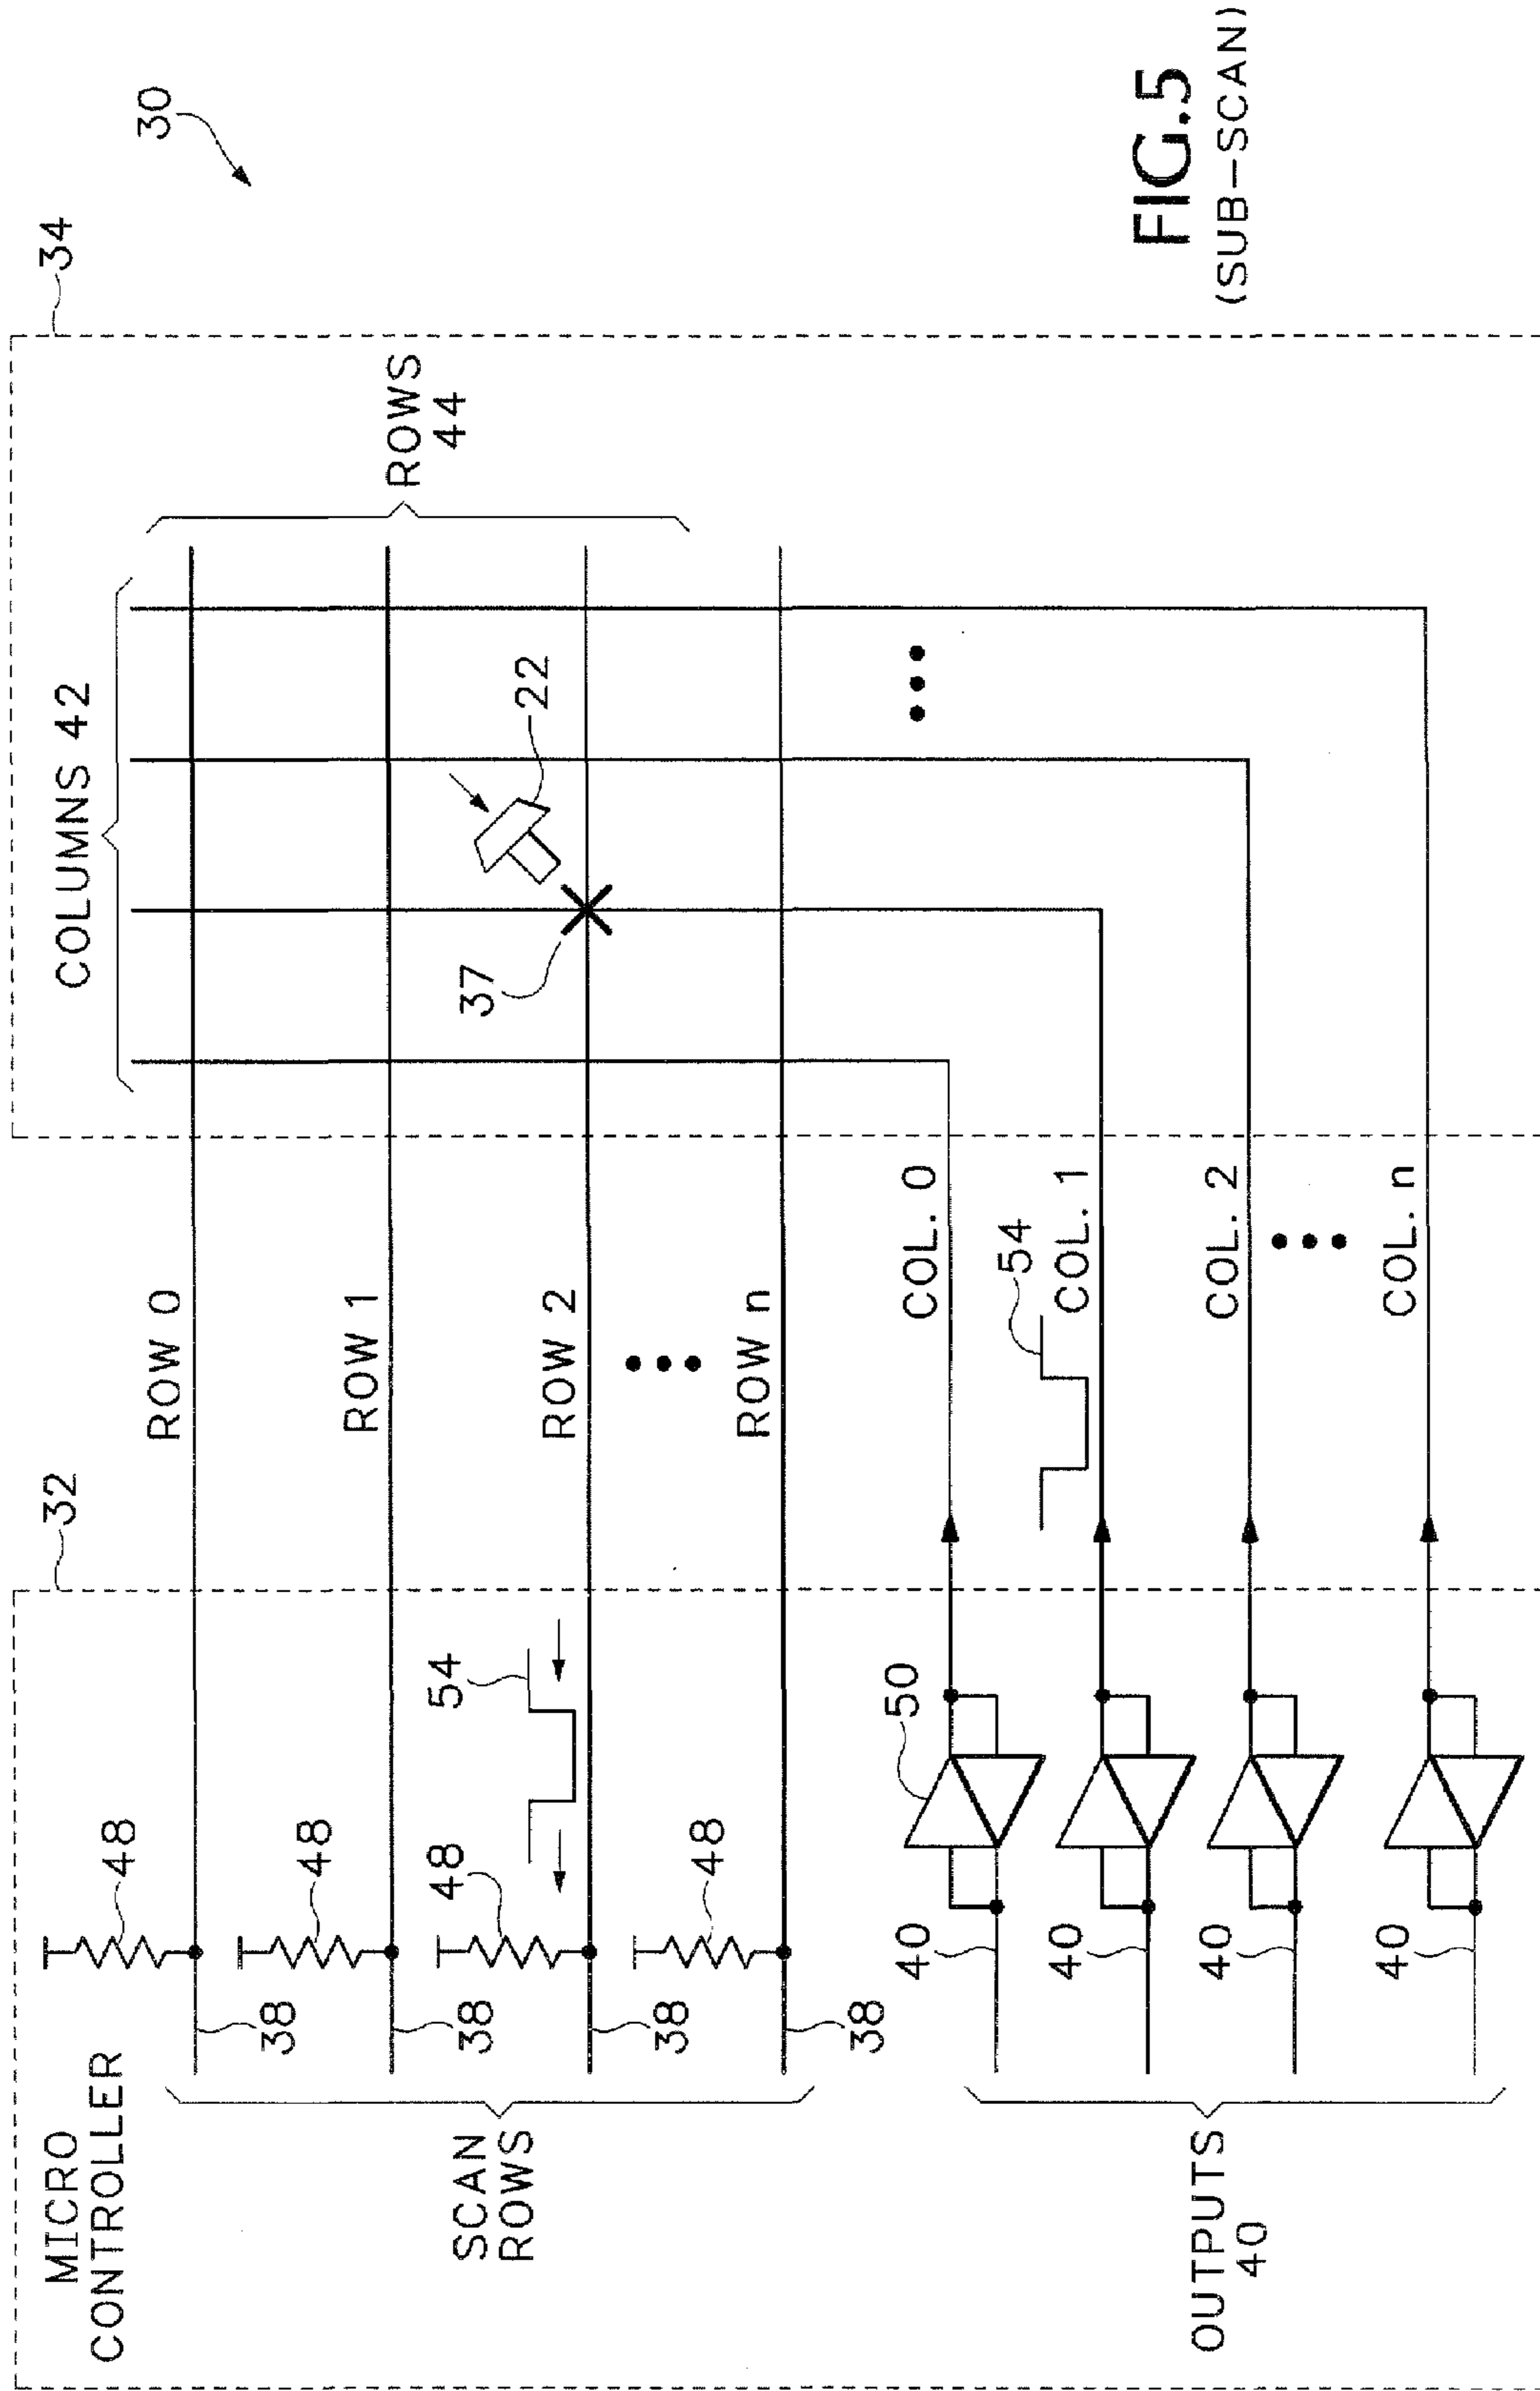 30
34
32
COLUMNS 42
ROWS
44
MICRO
CONTROLLER
48
38
ROW 0
48
38
ROW 1
37
22
48
54
38
ROW 2
48
38
ROW n
SCAN
ROWS
40
50
COL. 0
40
54
COL. 1
40
COL. 2
40
COL. n
OUTPUTS
40
FIG.5
(SUB-SCAN)